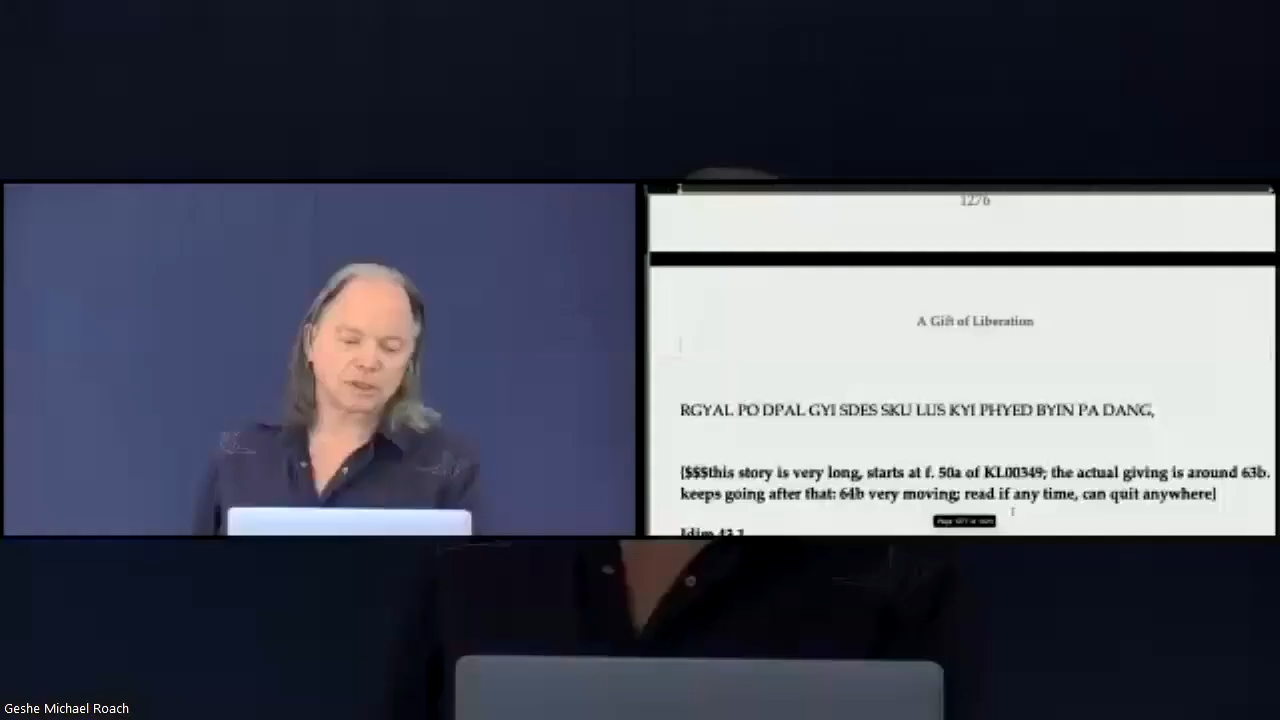 1276
A Gift of Liberation
RGYAL PO DPAL GYI SDES SKU LUS KYI PHYED BYIN PA DANG,
[$$$this story is very long, starts at f. 50a of KL00349; the actual giving is around 63b.
keeps going after that: 64b very moving; read if any time, can quit anywhere]
Geshe Michael Roach